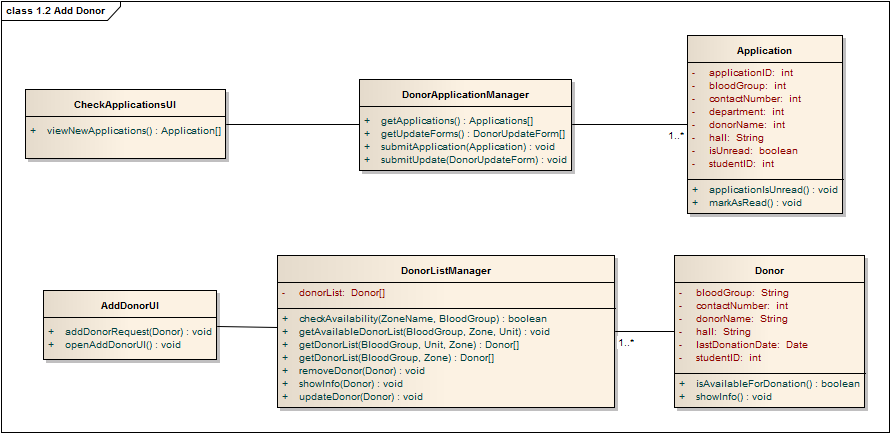 class 1.2 Add Donor
CheckApplicationsUI
+ viewNewApplications() : Application[]
DonorApplicationManager
+ getApplications() : Applications[]
+ getUpdateForms() : DonorUpdateForm[]
+ submitApplication(Application) : void
+ submitUpdate(DonorUpdateForm) : void
1..*
Application
- applicationID: int
- bloodGroup: int
- contactNumber: int
- department: int
- donorName: int
- hall: String
- isUnread: boolean
- studentID: int
+ applicationIsUnread() : void
+ markAsRead() : void
AddDonorUI
+ addDonorRequest(Donor) : void
+ openAddDonorUI() : void
DonorListManager
- donorList: Donor[]
+ checkAvailability(ZoneName, BloodGroup) : boolean
+ getAvailableDonorList(BloodGroup, Zone, Unit) : void
+ getDonorList(BloodGroup, Unit, Zone) : Donor[]
+ getDonorList(BloodGroup, Zone) : Donor[]
+ removeDonor(Donor) : void
+ showInfo(Donor) : void
+ updateDonor(Donor) : void
1..*
Donor
- bloodGroup: String
- contactNumber: int
- donorName: String
- hall: String
- lastDonationDate: Date
- studentID: int
+ isAvailableForDonation() : boolean
+ showInfo() : void